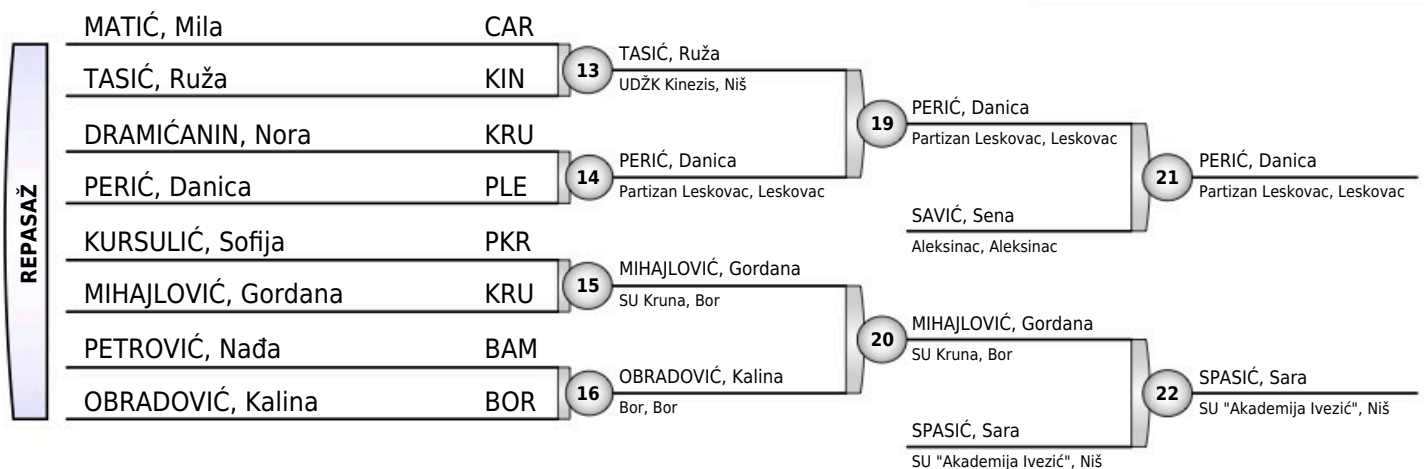 REPASAŽ
MATIĆ, Mila CAR
TASIĆ, Ruža KIN
DRAMIĆANIN, Nora KRU
PERIĆ, Danica PLE
KURSULIĆ, Sofija PKR
MIHAJLOVIĆ, Gordana KRU
PETROVIĆ, Nađa BAM
OBRADOVIĆ, Kalina BOR
13
TASIĆ, Ruža
UDŽK Kinezis, Niš
14
PERIĆ, Danica
Partizan Leskovac, Leskovac
15
MIHAJLOVIĆ, Gordana
SU Kruna, Bor
16
OBRADOVIĆ, Kalina
Bor, Bor
19
PERIĆ, Danica
Partizan Leskovac, Leskovac
SAVIĆ, Sena
Aleksinac, Aleksinac
20
MIHAJLOVIĆ, Gordana
SU Kruna, Bor
SPASIĆ, Sara
SU "Akademija Ivezić", Niš
21
PERIĆ, Danica
Partizan Leskovac, Leskovac
22
SPASIĆ, Sara
SU "Akademija Ivezić", Niš